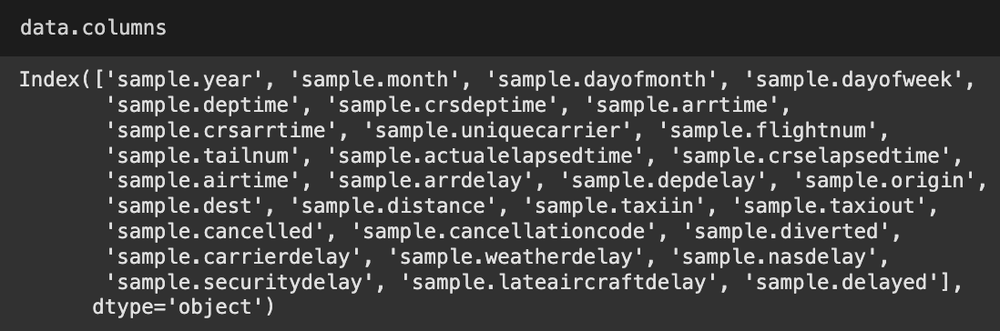 data.columns
Index(['sample.year', 'sample.month', 'sample.dayofmonth', 'sample.dayofweek',
'sample.deptime', 'sample.crsdeptime', 'sample.arrtime',
'sample.crsarrtime', 'sample.uniquecarrier', 'sample.flightnum',
'sample.tailnum', 'sample.actualelapsedtime', 'sample.crselapsedtime',
'sample.airtime', 'sample.arrdelay', 'sample.depdelay', 'sample.origin',
'sample.dest', 'sample.distance', 'sample.taxiin', 'sample.taxiout',
'sample.cancelled', 'sample.cancellationcode', 'sample.diverted',
'sample.carrierdelay', 'sample.weatherdelay', 'sample.nasdelay',
'sample.securitydelay', 'sample.lateaircraftdelay', 'sample.delayed'],
dtype='object')